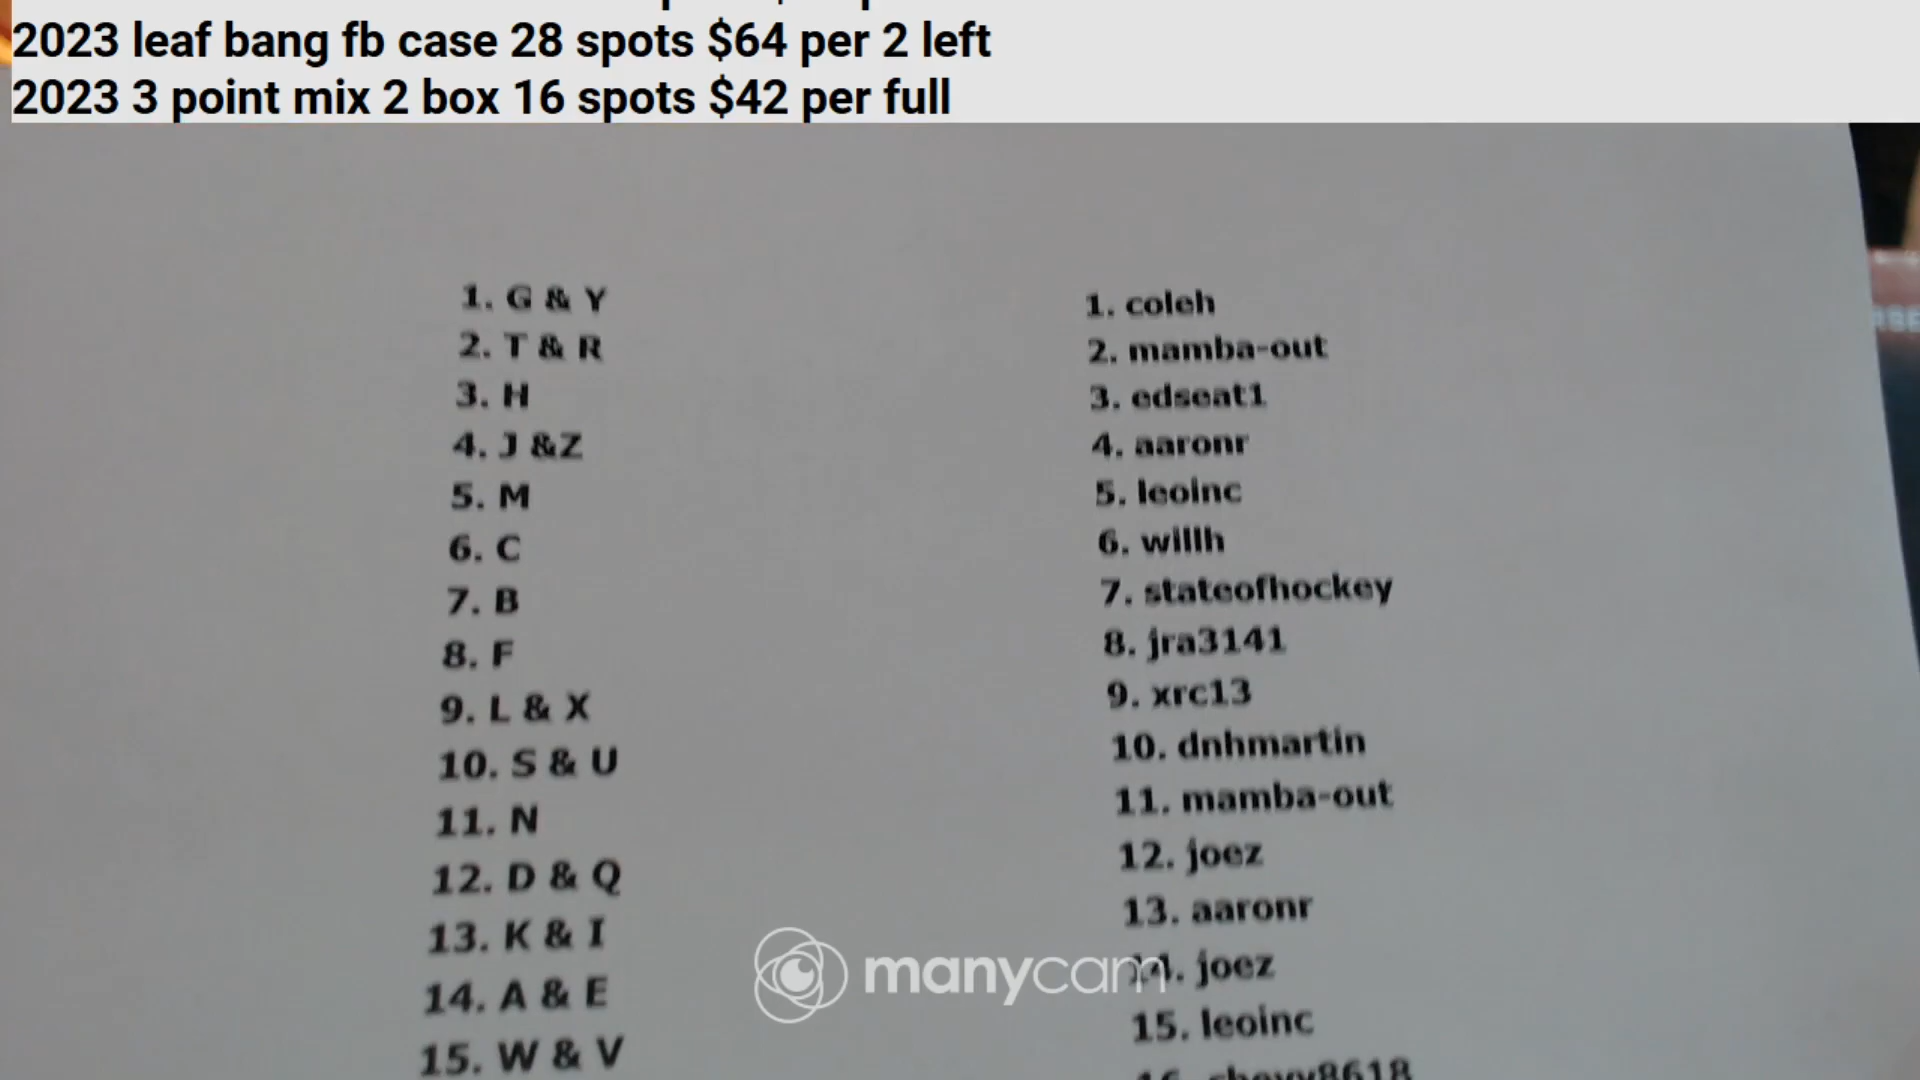 2023 leaf bang fb case 28 spots $64 per 2 left
2023 3 point mix 2 box 16 spots $42 per full
1. G & Y
2. T & R
3. H
4. J &Z
5. M
6. C
7. B
8. F
9. L & X
10. S & U
11. N
12. D & Q
13. K & I
14. A & E
15. W & V
1. coleh
2. mamba-out
3. edseat1
4. aaronr
5. leoinc
6. willh
7. stateofhockey
8. jra3141
9. xrc13
10. dnhmartin
11. mamba-out
12. joez
13. aaronr
14. joez
15. leoinc
manycam